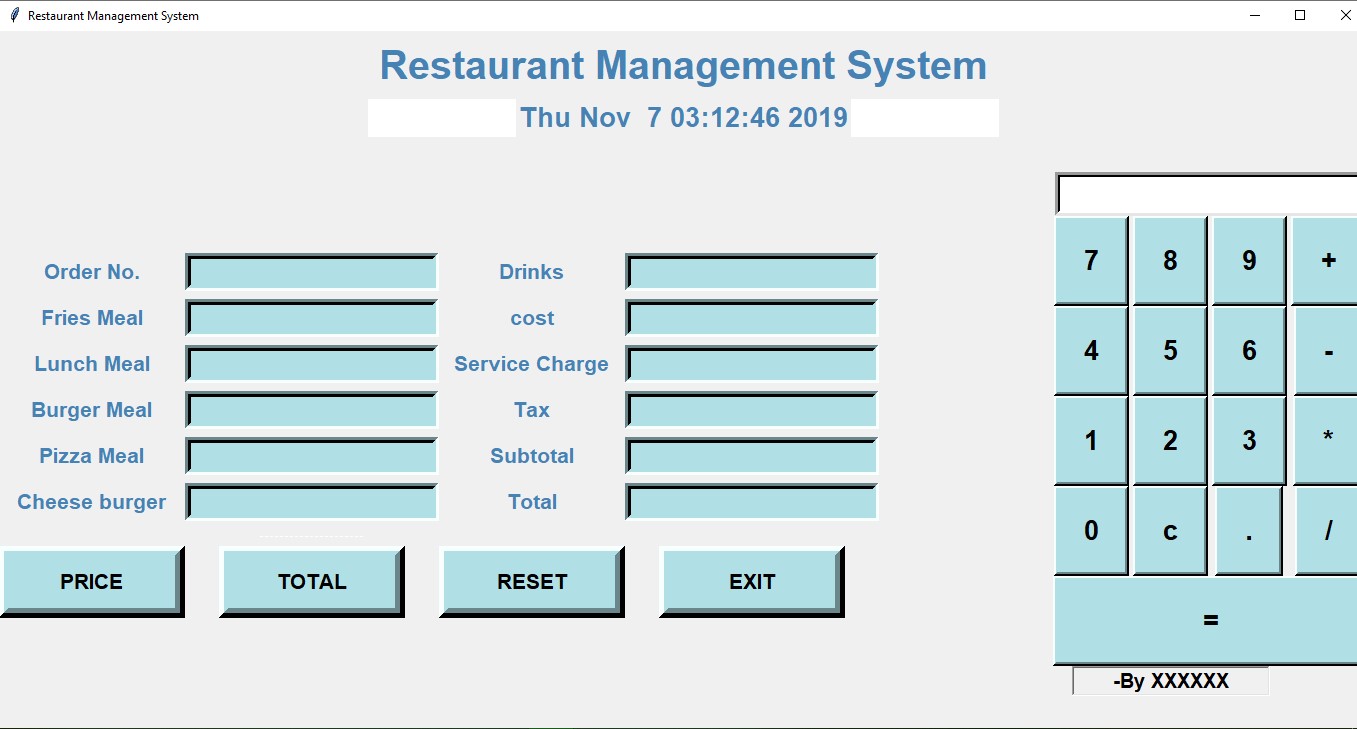 Restaurant Management System
Restaurant Management System
Thu Nov  7 03:12:46 2019
Order No.
Drinks
Fries Meal
cost
Lunch Meal
Service Charge
Burger Meal
Tax
Pizza Meal
Subtotal
Cheese burger
Total
PRICE TOTAL RESET EXIT
7 8 9 +
4 5 6 -
1 2 3 *
0 c . /
=
-By XXXXXX